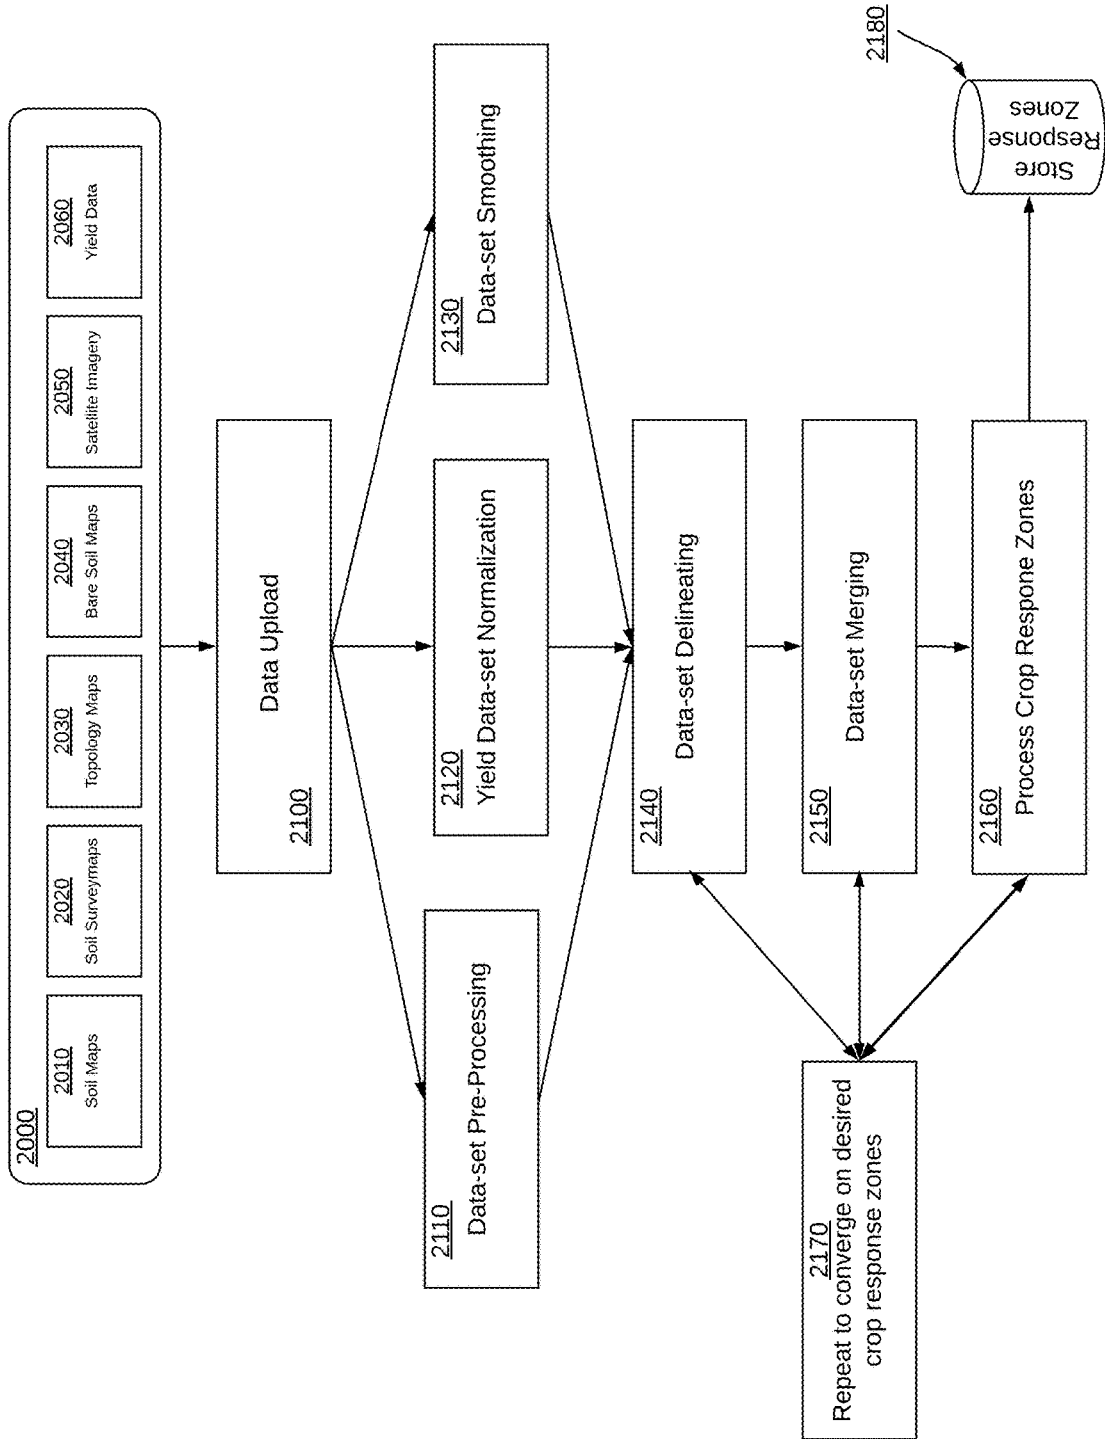 2000
2010
Soil Maps
2020
Soil Surveymaps
2030
Topology Maps
2040
Bare Soil Maps
2050
Satellite Imagery
2060
Yield Data
2100
Data Upload
2110
Data-set Pre-Processing
2120
Yield Data-set Normalization
2130
Data-set Smoothing
2140
Data-set Delineating
2150
Data-set Merging
2160
Process Crop Respone Zones
2170
Repeat to converge on desired
crop response zones
2180
Store
Response
Zones